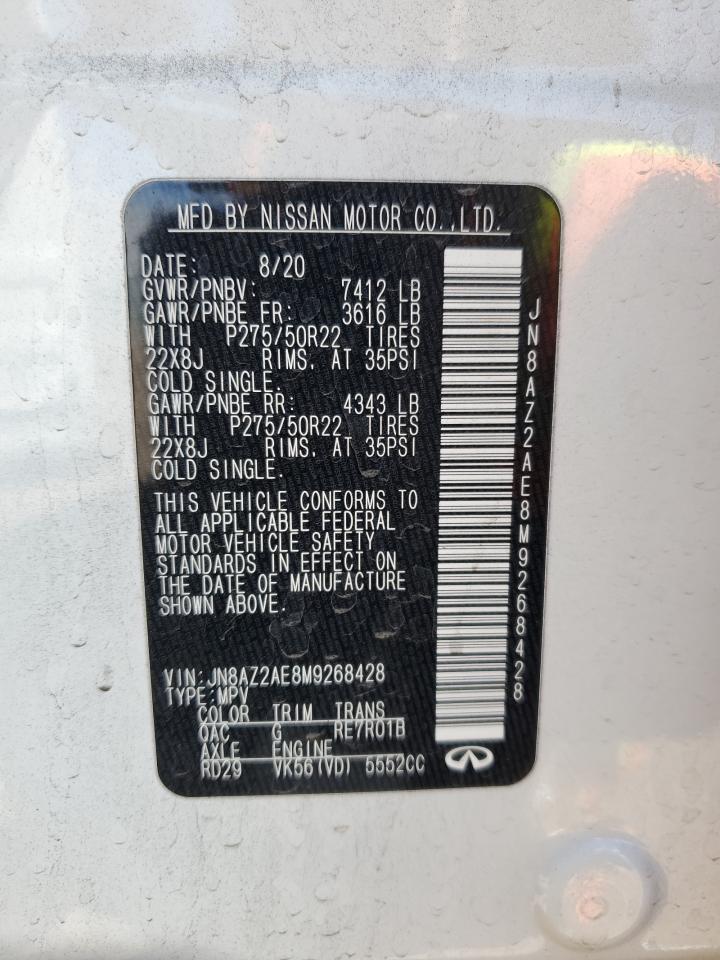 MFD BY NISSAN MOTOR CO.,LTD.
DATE: 8/20
GVWR/PNBV: 7412 LB
GAWR/PNBE FR: 3616 LB
WITH P275/50R22 TIRES
22X8J RIMS, AT 35PSI
COLD SINGLE.
GAWR/PNBE RR: 4343 LB
WITH P275/50R22 TIRES
22X8J RIMS, AT 35PSI
COLD SINGLE.
THIS VEHICLE CONFORMS TO
ALL APPLICABLE FEDERAL
MOTOR VEHICLE SAFETY
STANDARDS IN EFFECT ON
THE DATE OF MANUFACTURE
SHOWN ABOVE.
VIN:JN8AZ2AE8M9268428
TYPE:MPV
COLOR TRIM TRANS
QAC G RE7R01B
AXLE ENGINE
RD29 VK56(VD) 5552CC
JN8AZ2AE8M9268428